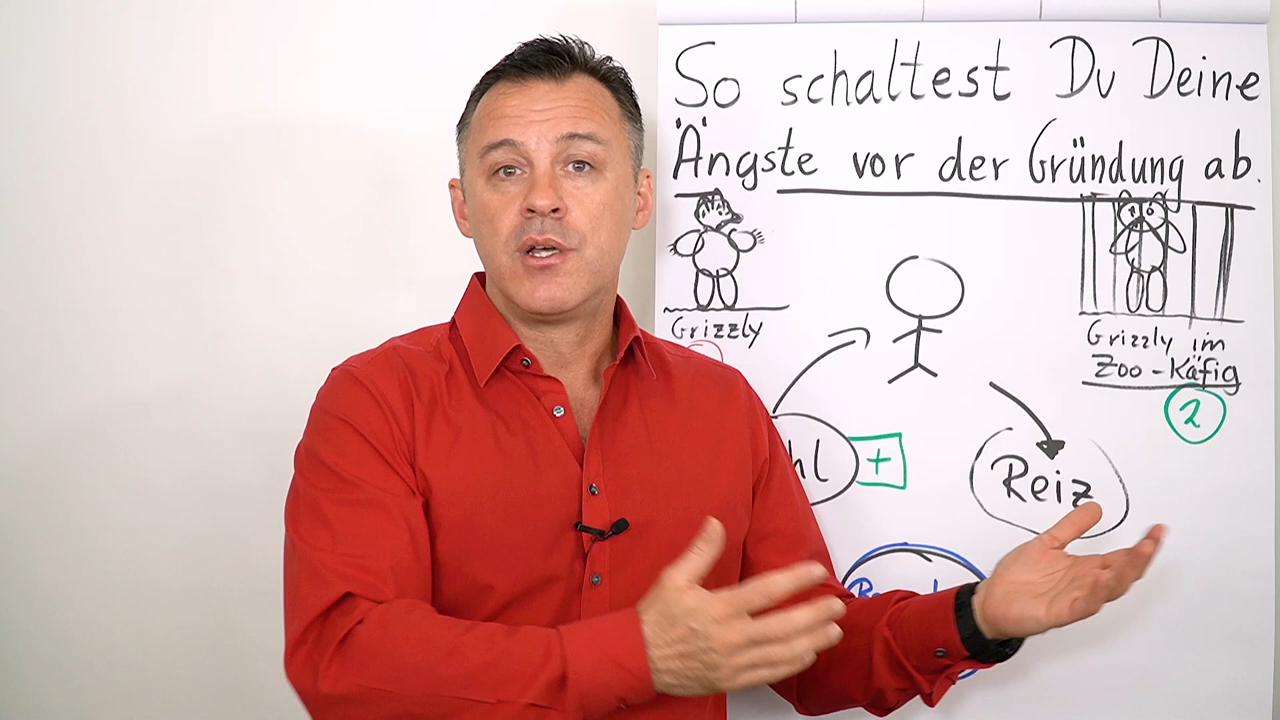 So schaltest Du Deine
Ängste vor der Gründung ab.
Grizzly
Grizzly im
Zoo-Käfig
2
+
Reiz